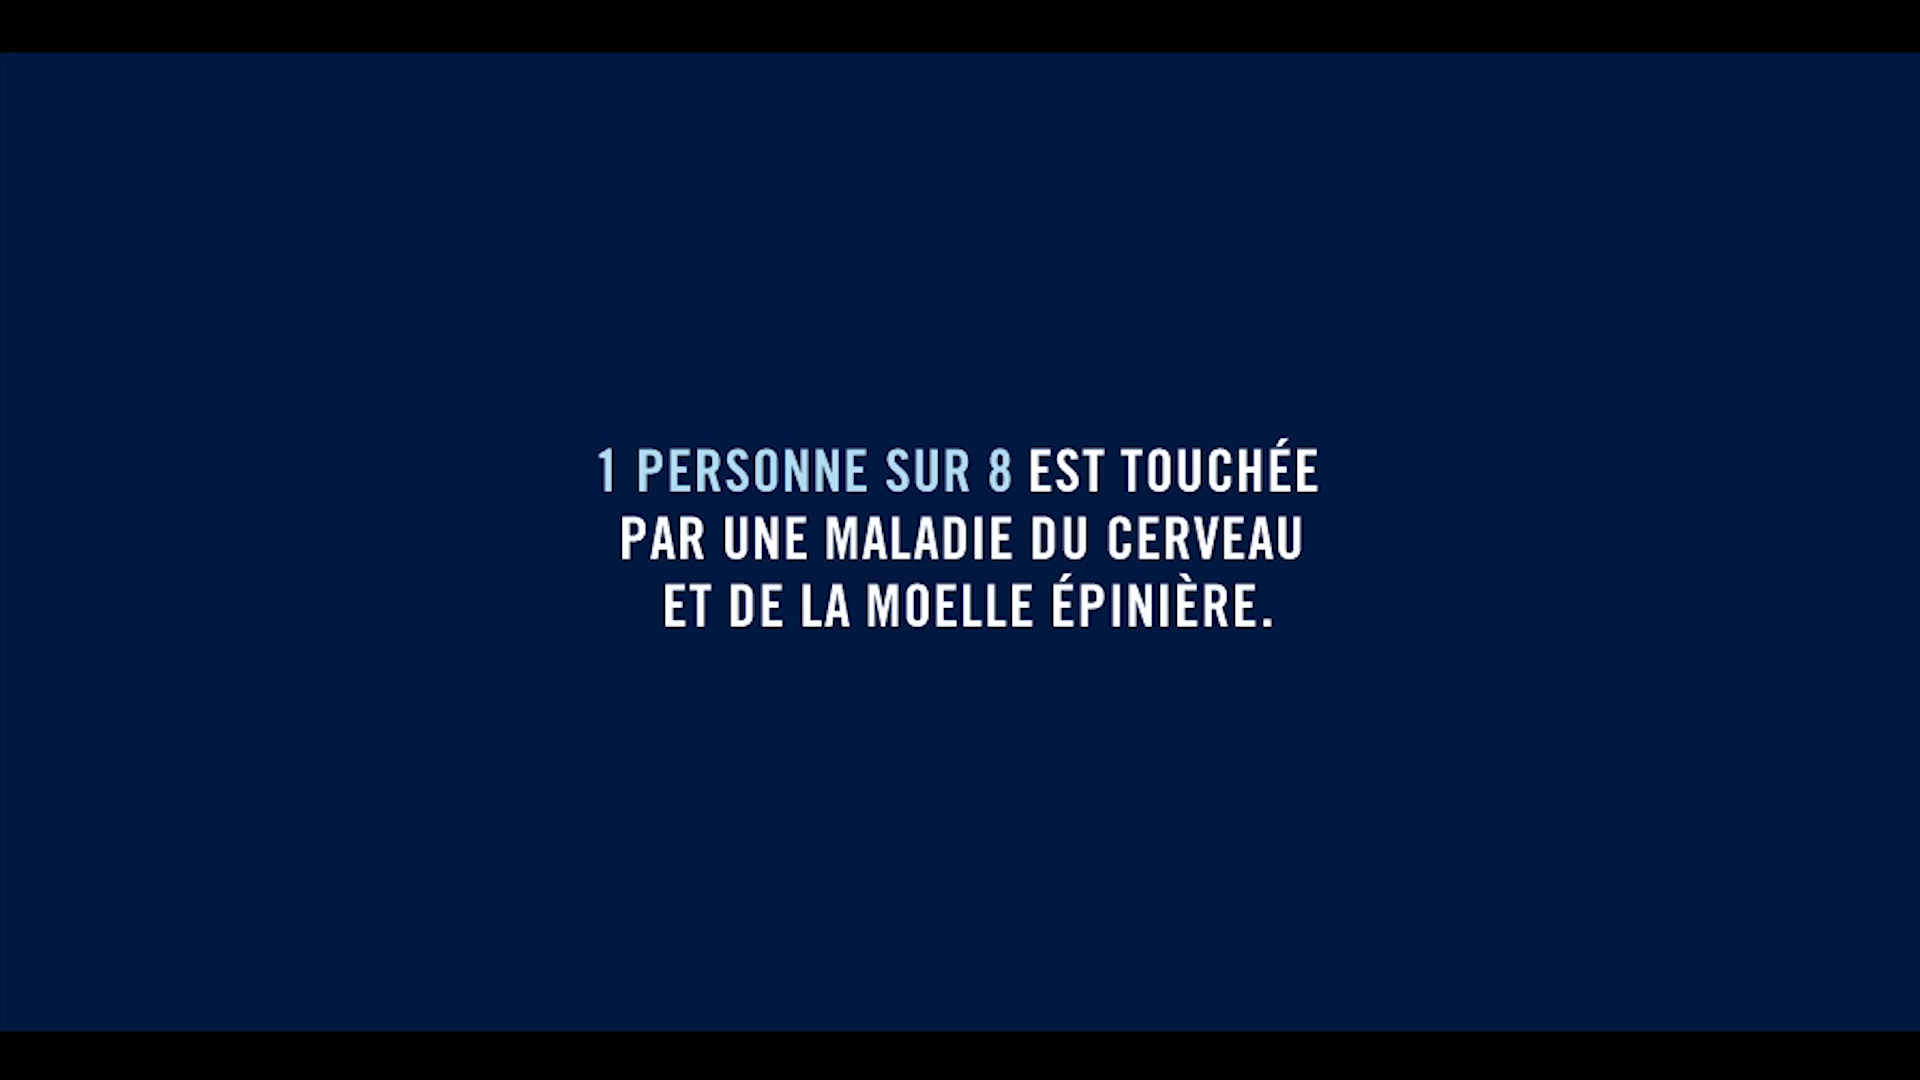 1 PERSONNE SUR 8 EST TOUCHÉE
PAR UNE MALADIE DU CERVEAU
ET DE LA MOELLE ÉPINIÈRE.